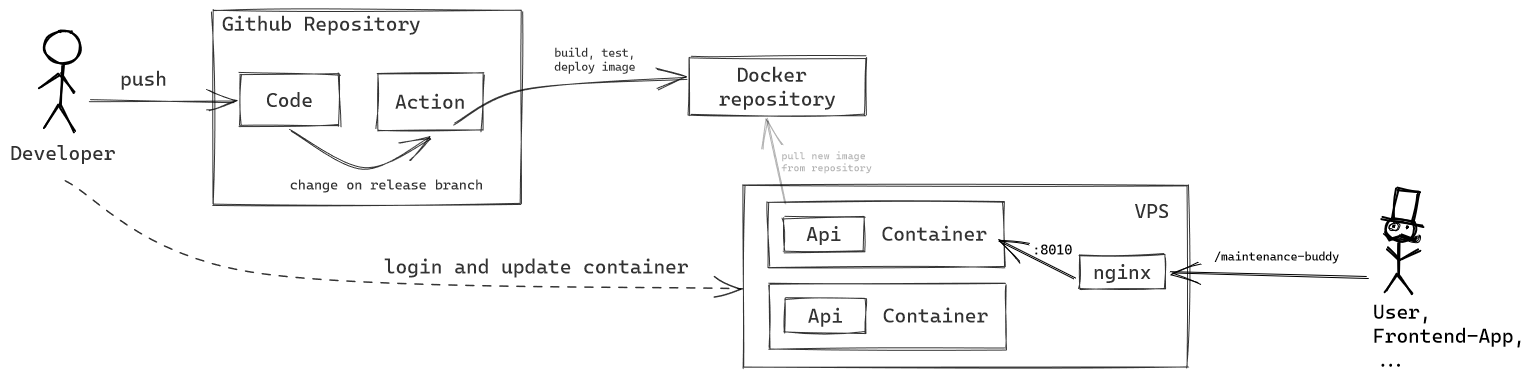 Github Repository
push
Code
Action
build, test,
deploy image
Docker
repository
Developer
change on release branch
pull new image
from repository
VPS
Api
Container
:8010
nginx
/maintenance-buddy
login and update container
Api
Container
User,
Frontend-App,
...